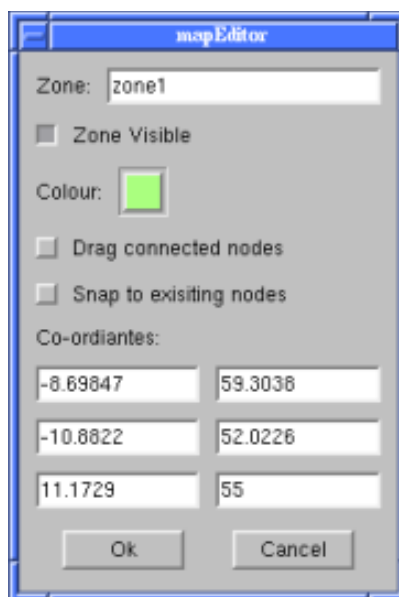 mapEditor
Zone: zone1
Zone Visible
Colour:
Drag connected nodes
Snap to exisiting nodes
Co-ordiantes:
-8.69847 59.3038
-10.8822 52.0226
11.1729 55
Ok Cancel